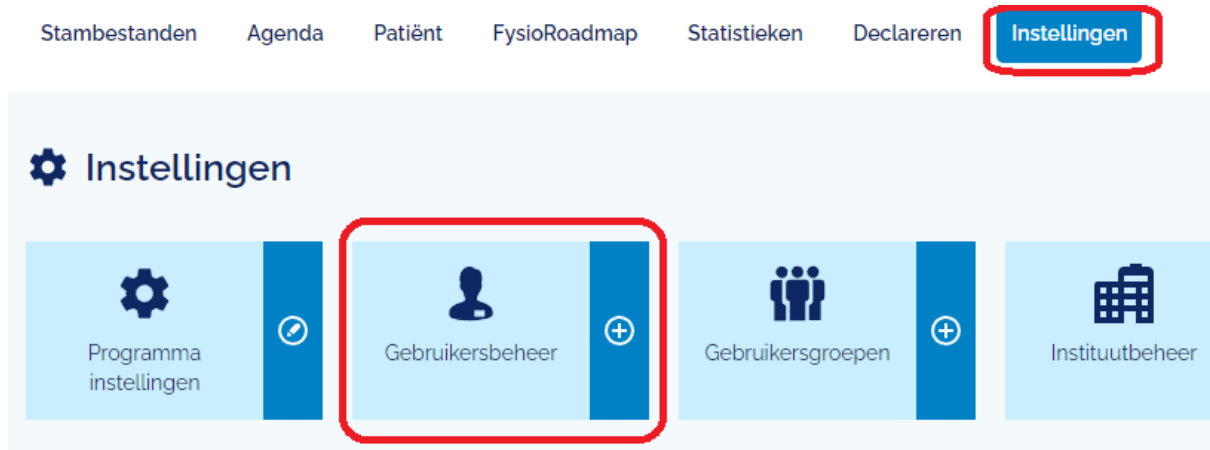 Stambestanden Agenda Patiënt FysioRoadmap Statistieken Declareren Instellingen
Instellingen
Programma instellingen
Gebruikersbeheer
Gebruikersgroepen
Instituutbeheer